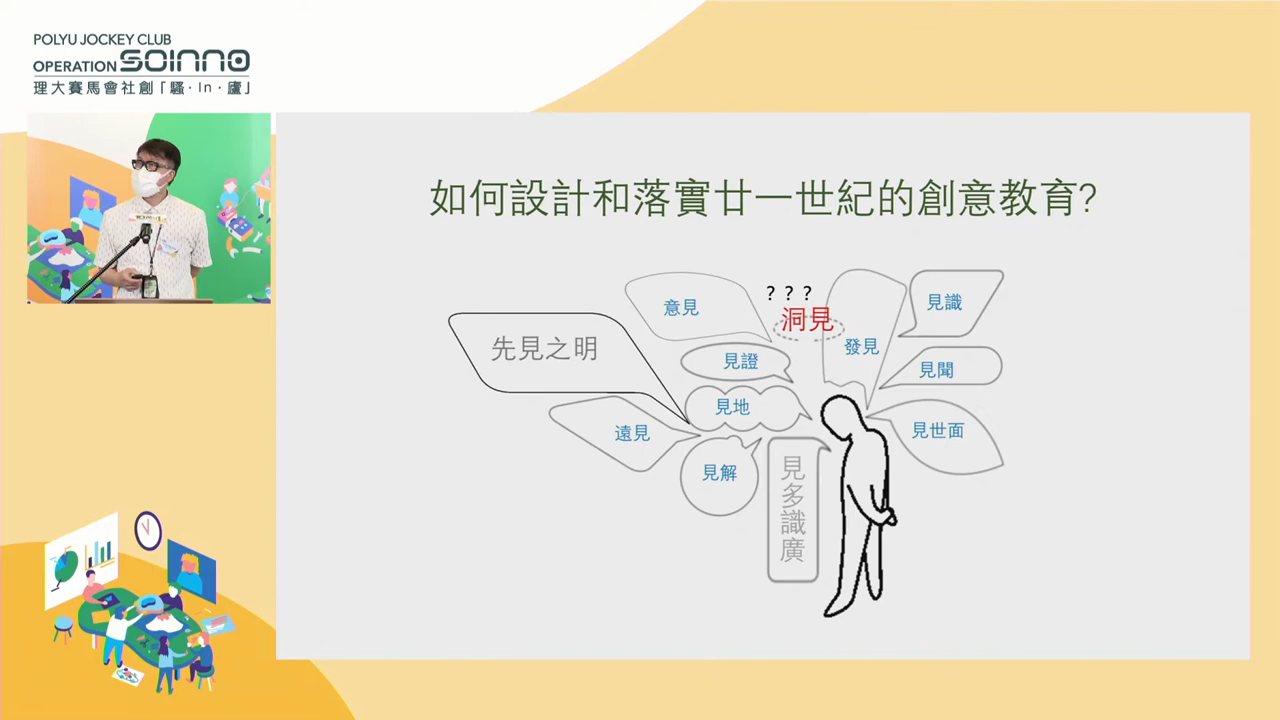 POLYU JOCKEY CLUB
OPERATION SOINNO
理大賽馬會社創「騷·In·廬」
如何設計和落實廿一世紀的創意教育?
? ? ?
洞見
意見
見識
先見之明
發見
見證
見聞
見地
遠見
見世面
見解
見多識廣